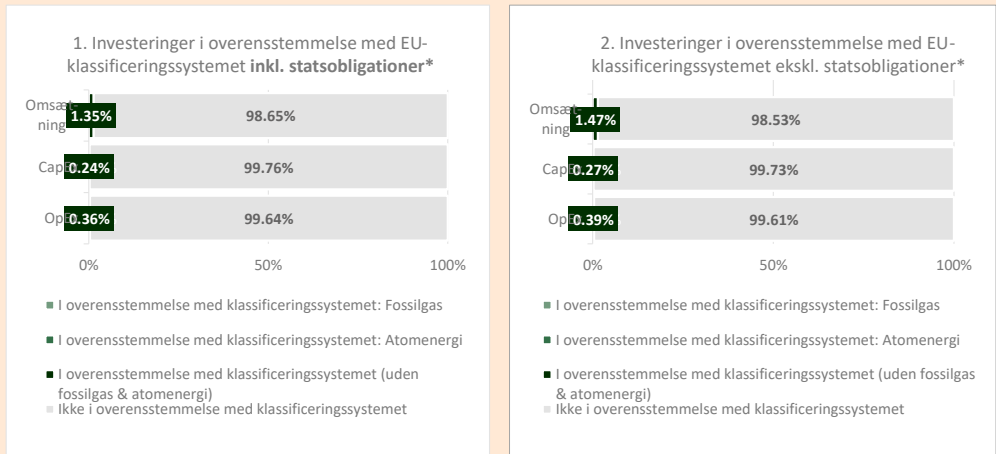 1. Investeringer i overensstemmelse med EU-
klassificeringssystemet inkl. statsobligationer*
Omsæt-
ning
1.35%
98.65%
CapEx
0.24%
99.76%
OpEx
0.36%
99.64%
0%
50%
100%
I overensstemmelse med klassificeringssystemet: Fossilgas
I overensstemmelse med klassificeringssystemet: Atomenergi
I overensstemmelse med klassificeringssystemet (uden
fossilgas & atomenergi)
Ikke i overensstemmelse med klassificeringssystemet
2. Investeringer i overensstemmelse med EU-
klassificeringssystemet ekskl. statsobligationer*
Omsæt-
ning
1.47%
98.53%
CapEx
0.27%
99.73%
OpEx
0.39%
99.61%
0%
50%
100%
I overensstemmelse med klassificeringssystemet: Fossilgas
I overensstemmelse med klassificeringssystemet: Atomenergi
I overensstemmelse med klassificeringssystemet (uden fossilgas
& atomenergi)
Ikke i overensstemmelse med klassificeringssystemet